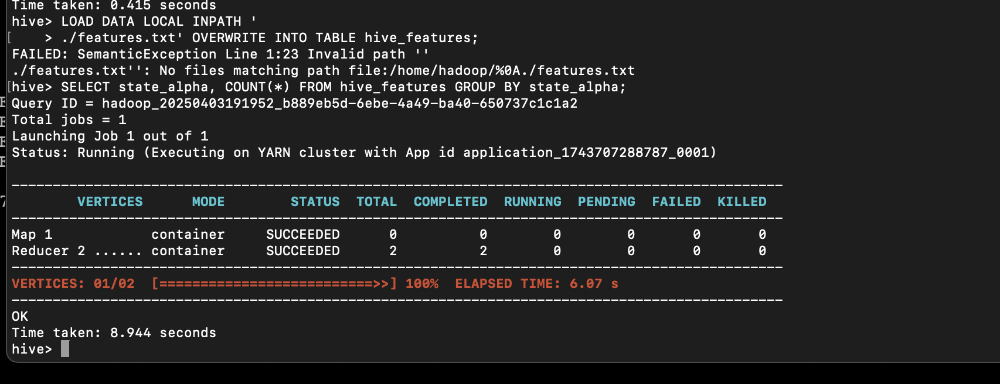 Time taken: 0.415 seconds
hive> LOAD DATA LOCAL INPATH '
[    > ./features.txt' OVERWRITE INTO TABLE hive_features;
FAILED: SemanticException Line 1:23 Invalid path ''
./features.txt'': No files matching path file:/home/hadoop/%0A./features.txt
[hive> SELECT state_alpha, COUNT(*) FROM hive_features GROUP BY state_alpha;
Query ID = hadoop_20250403191952_b889eb5d-6ebe-4a49-ba40-650737c1c1a2
Total jobs = 1
Launching Job 1 out of 1
Status: Running (Executing on YARN cluster with App id application_1743707288787_0001)
----------------------------------------------------------------------------------------------
        VERTICES      MODE        STATUS  TOTAL  COMPLETED  RUNNING  PENDING  FAILED  KILLED
----------------------------------------------------------------------------------------------
Map 1            container     SUCCEEDED      0          0        0        0       0       0
Reducer 2 ...... container     SUCCEEDED      2          2        0        0       0       0
----------------------------------------------------------------------------------------------
VERTICES: 01/02  [==========================>>] 100%  ELAPSED TIME: 6.07 s
----------------------------------------------------------------------------------------------
OK
Time taken: 8.944 seconds
hive>